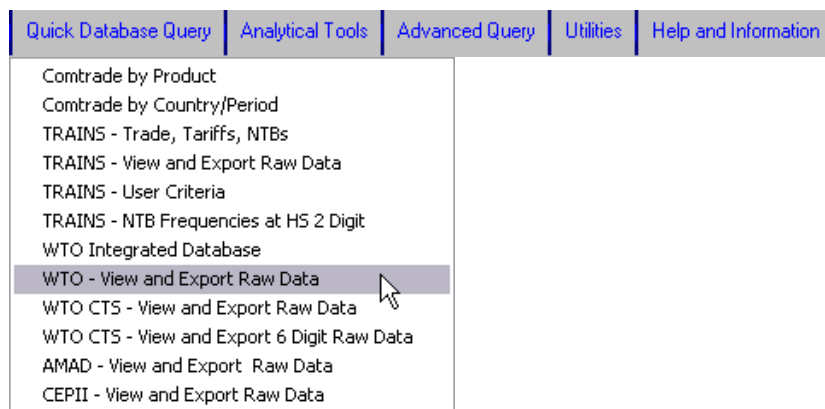 Quick Database Query Analytical Tools Advanced Query Utilities Help and Information
Comtrade by Product
Comtrade by Country/Period
TRAINS - Trade, Tariffs, NTBs
TRAINS - View and Export Raw Data
TRAINS - User Criteria
TRAINS - NTB Frequencies at HS 2 Digit
WTO Integrated Database
WTO - View and Export Raw Data
WTO CTS - View and Export Raw Data
WTO CTS - View and Export 6 Digit Raw Data
AMAD - View and Export  Raw Data
CEPII - View and Export Raw Data